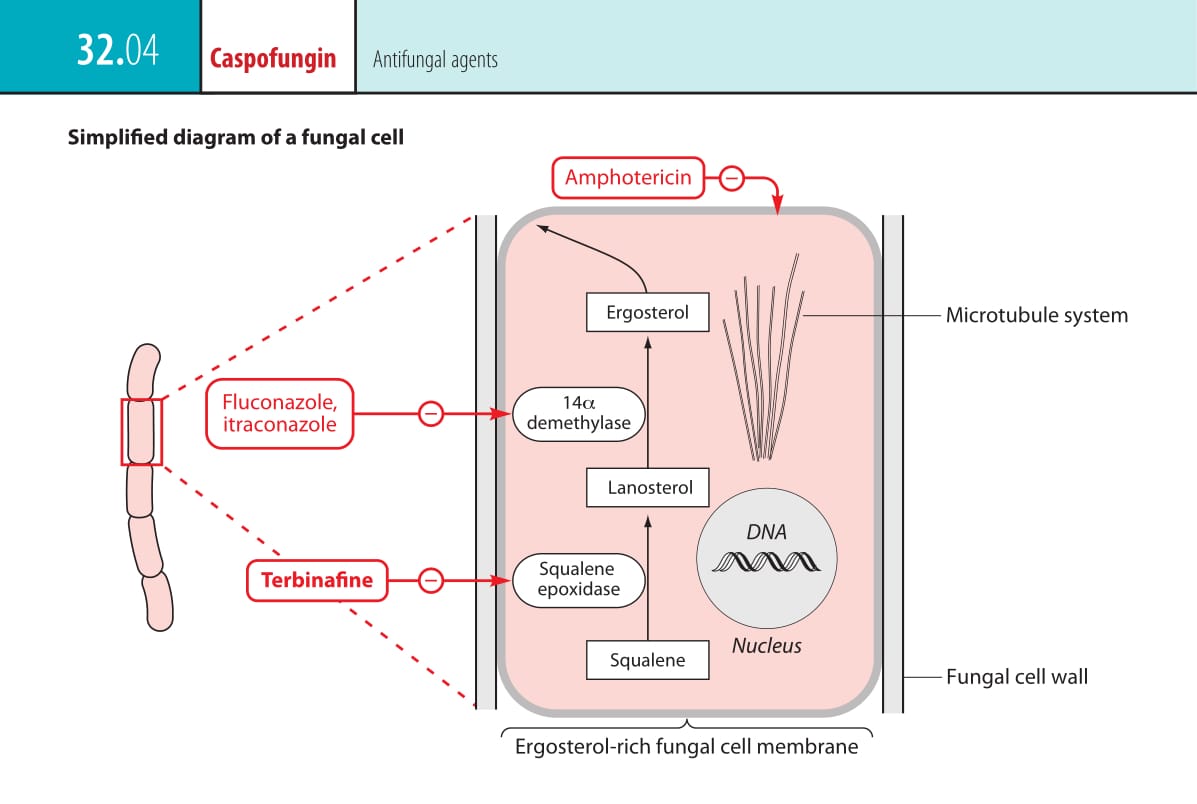 32.04
Caspofungin
Antifungal agents
Simplified diagram of a fungal cell
Amphotericin
−
Ergosterol
Microtubule system
Fluconazole,
itraconazole
−
14α
demethylase
Lanosterol
DNA
Terbinafine
−
Squalene
epoxidase
Nucleus
Squalene
Fungal cell wall
Ergosterol-rich fungal cell membrane